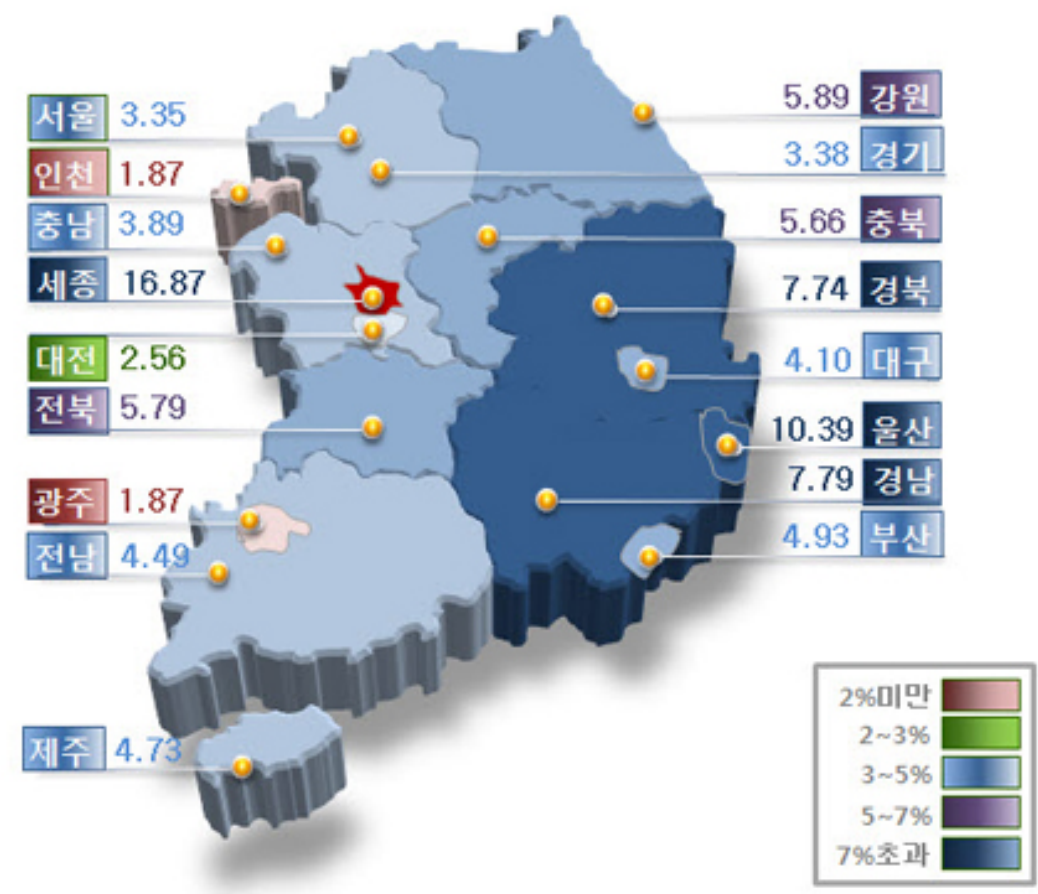 서울 3.35
인천 1.87
충남 3.89
세종 16.87
대전 2.56
전북 5.79
광주 1.87
전남 4.49
제주 4.73
5.89 강원
3.38 경기
5.66 충북
7.74 경북
4.10 대구
10.39 울산
7.79 경남
4.93 부산
2%미만
2~3%
3~5%
5~7%
7%초과